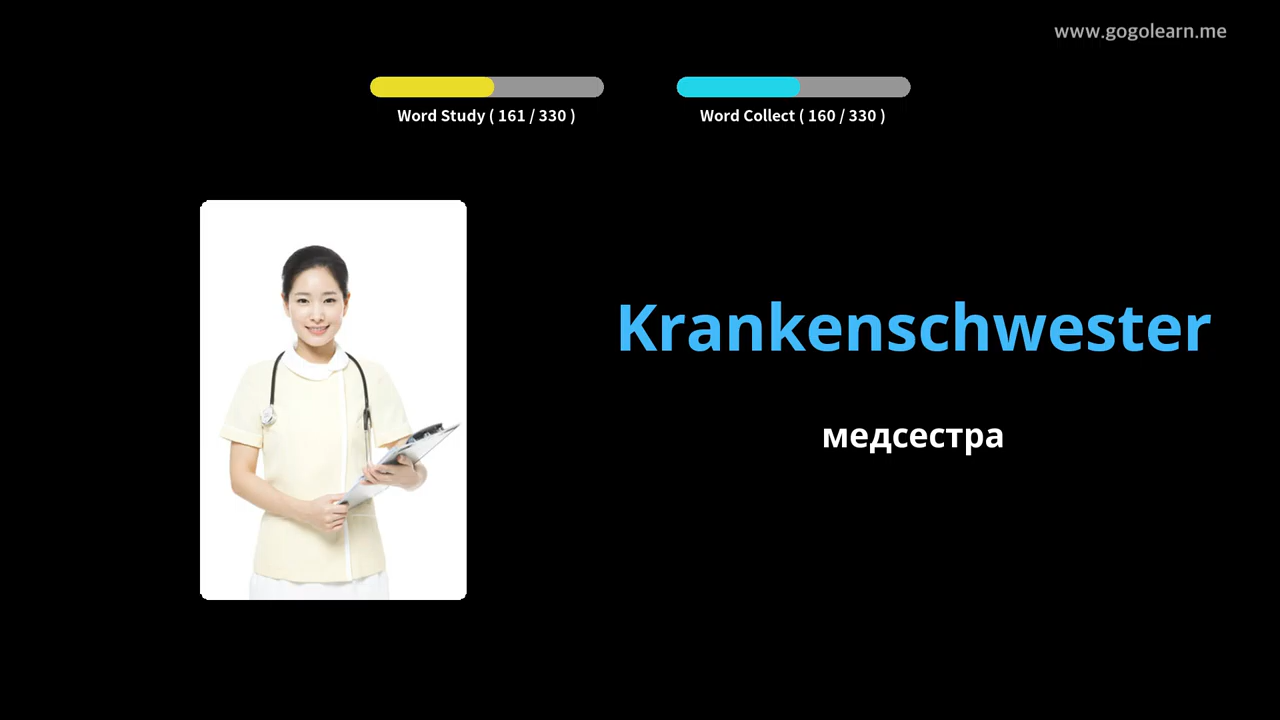 www.gogolearn.me
Word Study ( 161 / 330 )
Word Collect ( 160 / 330 )
Krankenschwester
медсестра